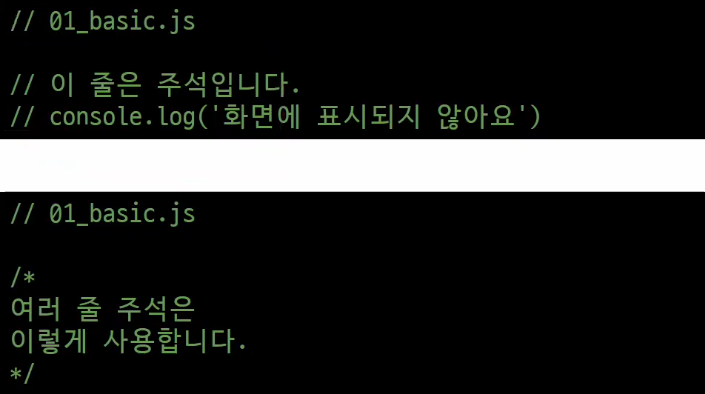 // 01_basic.js
// 이 줄은 주석입니다.
// console.log('화면에 표시되지 않아요')
// 01_basic.js
/*
여러 줄 주석은
이렇게 사용합니다.
*/